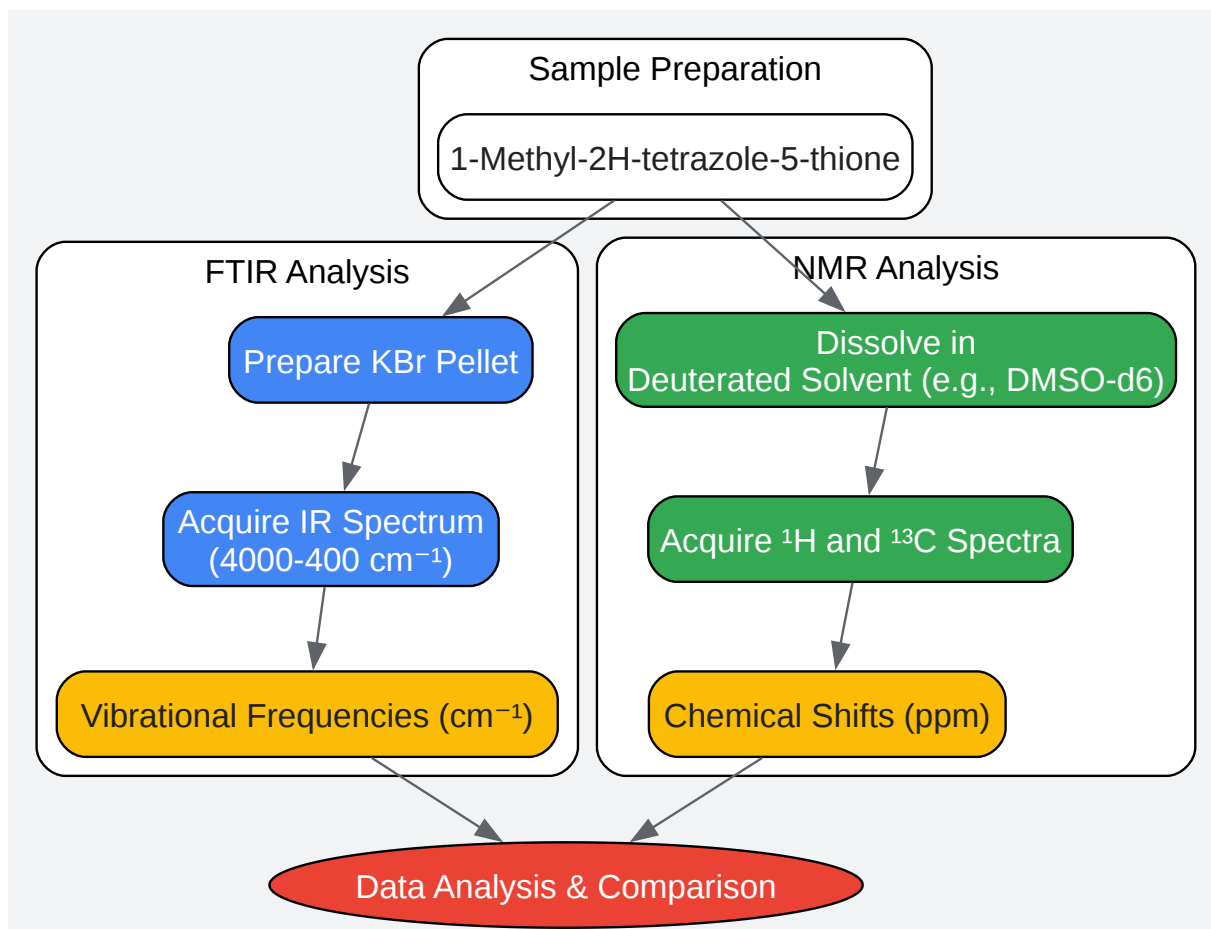 Sample Preparation
1-Methyl-2H-tetrazole-5-thione
FTIR Analysis
NMR Analysis
Prepare KBr Pellet
Dissolve in
Deuterated Solvent (e.g., DMSO-d6)
Acquire IR Spectrum
(4000-400 cm⁻¹)
Acquire ¹H and ¹³C Spectra
Vibrational Frequencies (cm⁻¹)
Chemical Shifts (ppm)
Data Analysis & Comparison